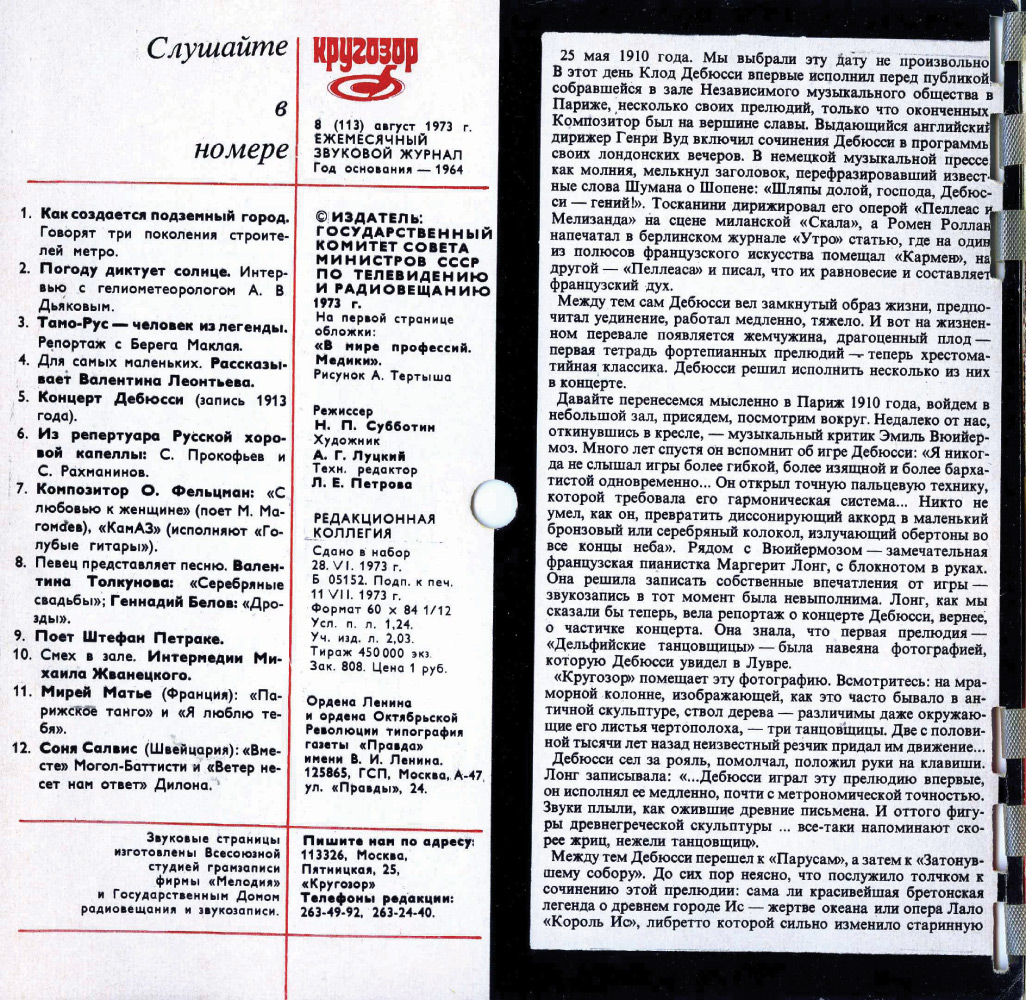 Слушайте
в
номере
кругозор
8 (113) август 1973 г.
ЕЖЕМЕСЯЧНЫЙ
ЗВУКОВОЙ ЖУРНАЛ
Год основания — 1964
1. Как создается подземный город.
Говорят три поколения строите-
лей метро.
2. Погоду диктует солнце. Интер-
вью с гелиометеорологом А. В
Дьяковым.
3. Тамо-Рус — человек из легенды.
Репортаж с Берега Маклая.
4. Для самых маленьких. Рассказы-
вает Валентина Леонтьева.
5. Концерт Дебюсси (запись 1913
года).
6. Из репертуара Русской хоро-
вой капеллы: С. Прокофьев и
С. Рахманинов.
7. Композитор О. Фельцман: «С
любовью к женщине» (поет М. Ма-
гомаев), «КамАЗ» (исполняют «Го-
лубые гитары»).
8. Певец представляет песню. Вален-
тина Толкунова: «Серебряные
свадьбы»; Геннадий Белов: «Дро-
зды».
9. Поет Штефан Петраке.
10. Смех в зале. Интермедии Ми-
хаила Жванецкого.
11. Мирей Матье (Франция): «Па-
рижское танго» и «Я люблю те-
бя».
12. Соня Салвис (Швейцария): «Вме-
сте» Могол-Баттисти и «Ветер не-
сет нам ответ» Дилона.
© ИЗДАТЕЛЬ:
ГОСУДАРСТВЕННЫЙ
КОМИТЕТ СОВЕТА
МИНИСТРОВ СССР
ПО ТЕЛЕВИДЕНИЮ
И РАДИОВЕЩАНИЮ
1973 г.
На первой странице
обложки:
«В мире профессий.
Медики».
Рисунок А. Тертыша
Режиссер
Н. П. Субботин
Художник
А. Г. Луцкий
Техн. редактор
Л. Е. Петрова
РЕДАКЦИОННАЯ
КОЛЛЕГИЯ
Сдано в набор
28. VI. 1973 г.
Б 05152. Подп. к печ.
11 VII. 1973 г.
Формат 60 x 84 1/12
Усл. п. л. 1,24.
Уч. изд. л. 2,03.
Тираж 450 000 экз.
Зак. 808. Цена 1 руб.
Ордена Ленина
и ордена Октябрьской
Революции типография
газеты «Правда»
имени В. И. Ленина.
125865, ГСП, Москва, А-47,
ул. «Правды», 24.
Звуковые страницы
изготовлены Всесоюзной
студией грамзаписи
фирмы «Мелодия»
и Государственным Домом
радиовещания и звукозаписи.
Пишите нам по адресу:
113326, Москва,
Пятницкая, 25,
«Кругозор»
Телефоны редакции:
263-49-92, 263-24-40.
25 мая 1910 года. Мы выбрали эту дату не произвольно
В этот день Клод Дебюсси впервые исполнил перед публикой
собравшейся в зале Независимого музыкального общества в
Париже, несколько своих прелюдий, только что оконченных
Композитор был на вершине славы. Выдающийся английский
дирижер Генри Вуд включил сочинения Дебюсси в программы
своих лондонских вечеров. В немецкой музыкальной прессе
как молния, мелькнул заголовок, перефразировавший извест-
ные слова Шумана о Шопене: «Шляпы долой, господа, Дебюс-
си — гений!». Тосканини дирижировал его оперой «Пеллеас и
Мелизанда» на сцене миланской «Скала», а Ромен Роллан
напечатал в берлинском журнале «Утро» статью, где на один
из полюсов французского искусства помещал «Кармен», на
другой — «Пеллеаса» и писал, что их равновесие и составляет
французский дух.
Между тем сам Дебюсси вел замкнутый образ жизни, предпо-
читал уединение, работал медленно, тяжело. И вот на жизнен-
ном перевале появляется жемчужина, драгоценный плод —
первая тетрадь фортепианных прелюдий — теперь хрестома-
тийная классика. Дебюсси решил исполнить несколько из них
в концерте.
Давайте перенесемся мысленно в Париж 1910 года, войдем в
небольшой зал, присядем, посмотрим вокруг. Недалеко от нас,
откинувшись в кресле, — музыкальный критик Эмиль Вюийер-
моз. Много лет спустя он вспомнит об игре Дебюсси: «Я никог-
да не слышал игры более гибкой, более изящной и более барха-
тистой одновременно... Он открыл точную пальцевую технику,
которой требовала его гармоническая система... Никто не
умел, как он, превратить диссонирующий аккорд в маленький
бронзовый или серебряный колокол, излучающий обертоны во
все концы неба». Рядом с Вюийермозом — замечательная
французская пианистка Маргерит Лонг, с блокнотом в руках.
Она решила записать собственные впечатления от игры —
звукозапись в тот момент была невыполнима. Лонг, как мы
сказали бы теперь, вела репортаж о концерте Дебюсси, вернее,
о частичке концерта. Она знала, что первая прелюдия —
«Дельфийские танцовщицы» — была навеяна фотографией,
которую Дебюсси увидел в Лувре.
«Кругозор» помещает эту фотографию. Всмотритесь: на мра-
морной колонне, изображающей, как это часто бывало в ан-
тичной скульптуре, ствол дерева — различимы даже окружаю-
щие его листья чертополоха, — три танцовщицы. Две с полови-
ной тысячи лет назад неизвестный резчик придал им движение...
Дебюсси сел за рояль, помолчал, положил руки на клавиши.
Лонг записывала: «...Дебюсси играл эту прелюдию впервые,
он исполнял ее медленно, почти с метрономической точностью.
Звуки плыли, как ожившие древние письмена. И оттого фигу-
ры древнегреческой скульптуры ... все-таки напоминают ско-
рее жриц, нежели танцовщиц».
Между тем Дебюсси перешел к «Парусам», а затем к «Затонув-
шему собору». До сих пор неясно, что послужило толчком к
сочинению этой прелюдии: сама ли красивейшая бретонская
легенда о древнем городе Ис — жертве океана или опера Лало
«Король Ис», либретто которой сильно изменило старинную